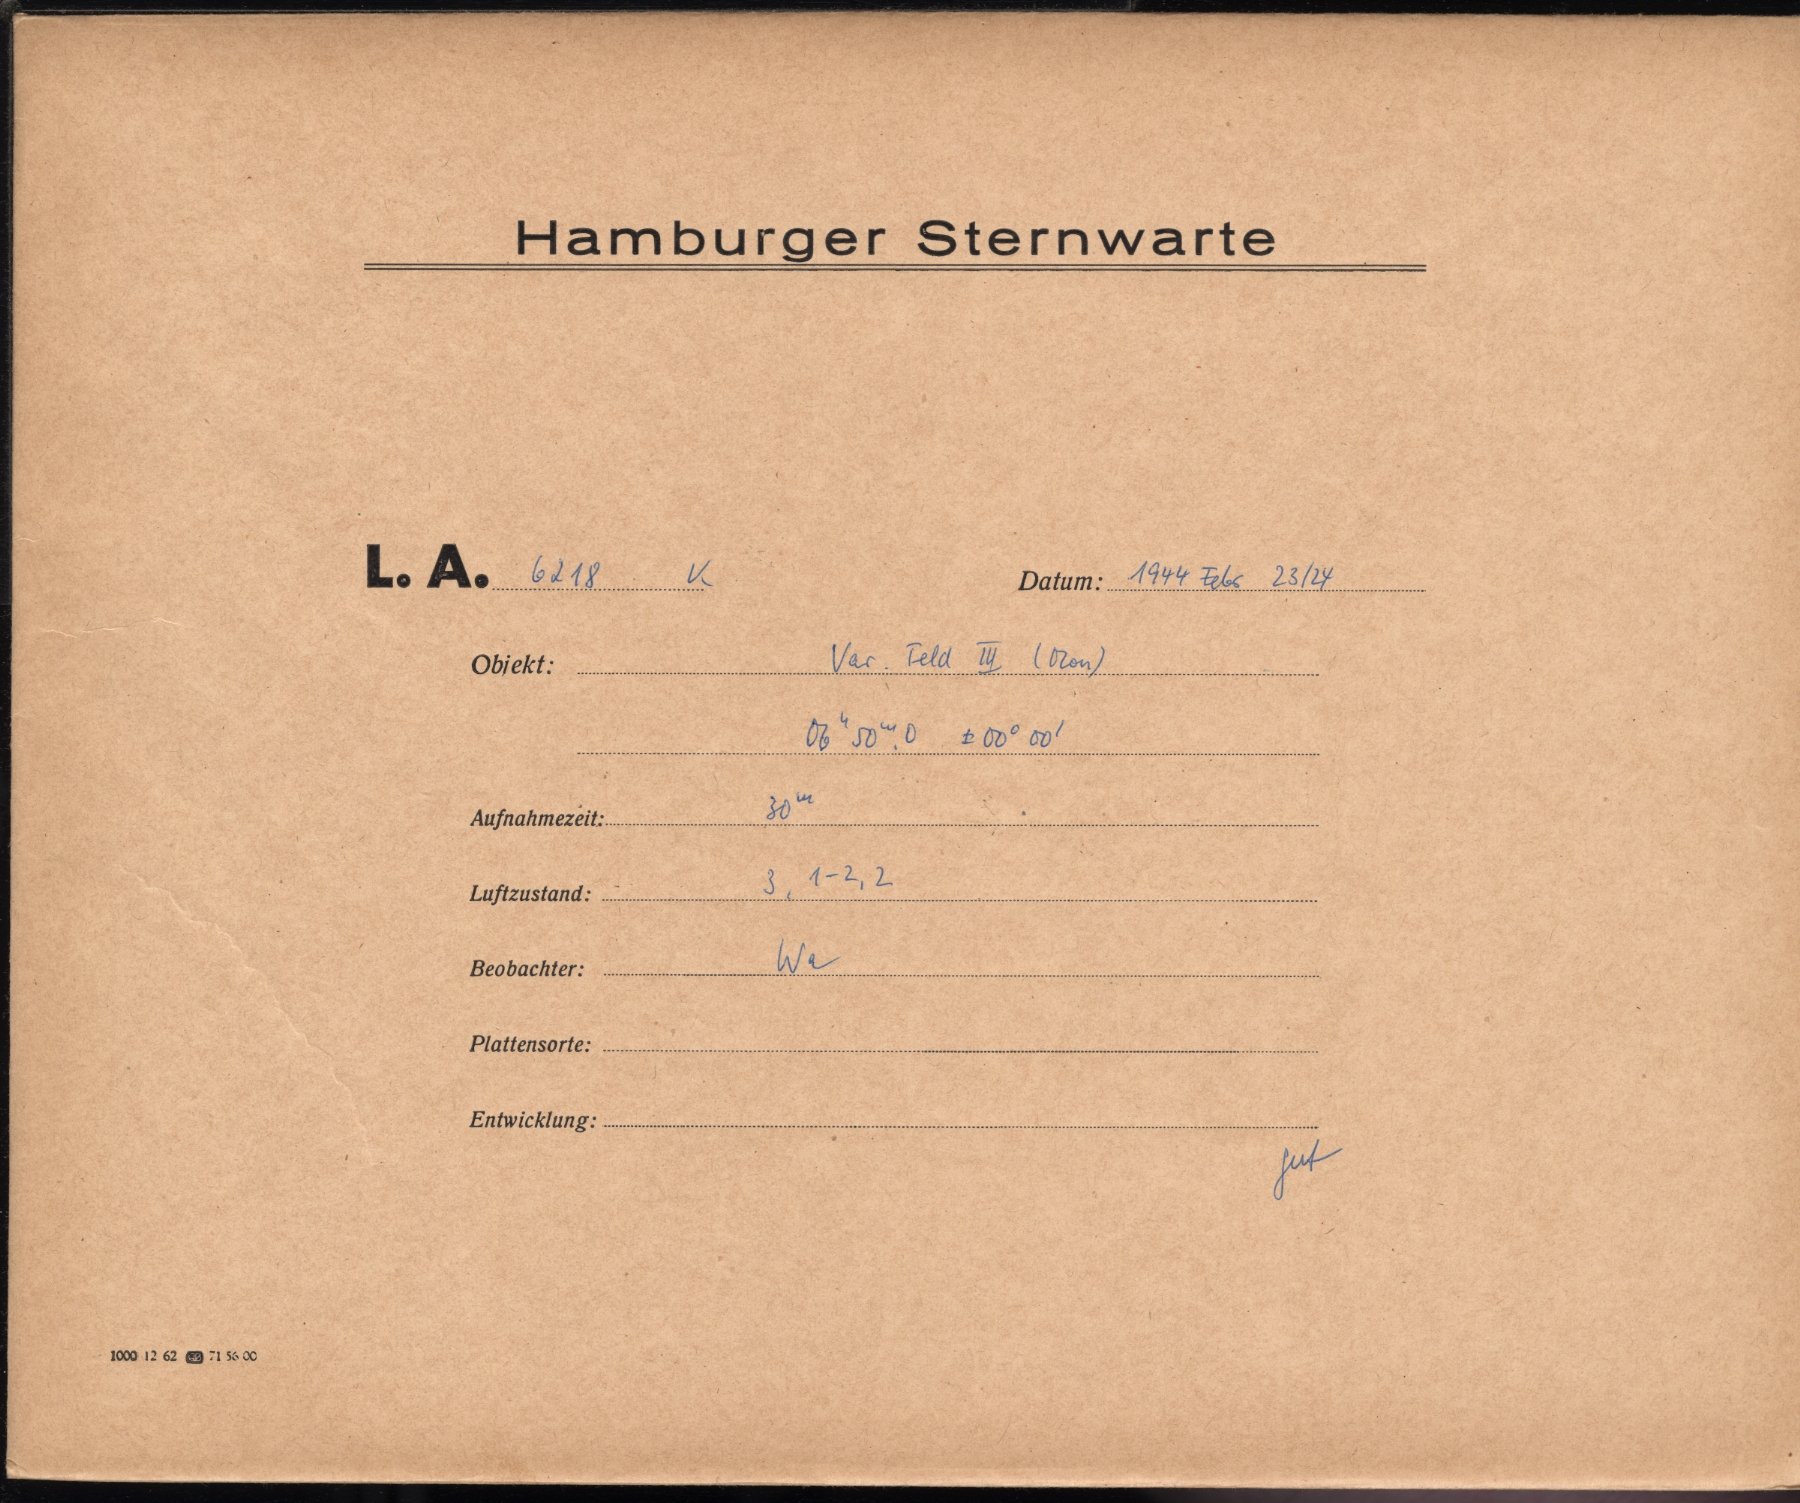 Hamburger Sternwarte
L. A. 6218 V
Datum: 1944 Febr 23/24
Objekt: Var. Feld III (Mon)
06ʰ 50ᵐ.0 ± 00° 00'
Aufnahmezeit: 30ᵐ
Luftzustand: 3, 1-2, 2
Beobachter: Wa
Plattensorte:
Entwicklung:
gut
1000 12 62 71 56 00